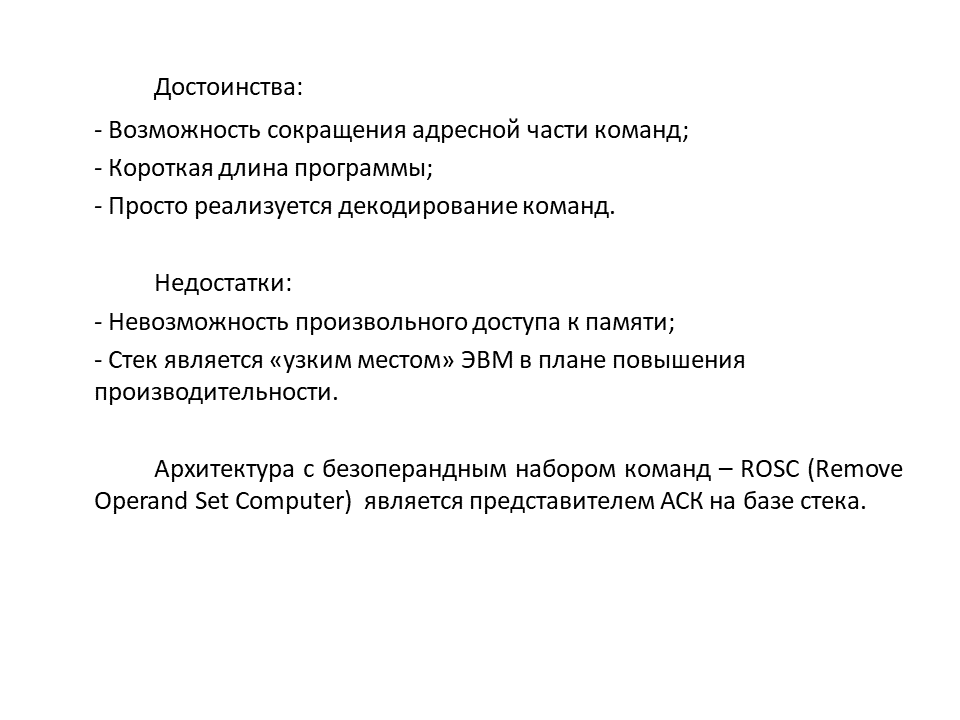 Достоинства:
- Возможность сокращения адресной части команд;
- Короткая длина программы;
- Просто реализуется декодирование команд.
Недостатки:
- Невозможность произвольного доступа к памяти;
- Стек является «узким местом» ЭВМ в плане повышения
производительности.
Архитектура с безоперандным набором команд – ROSC (Remove
Operand Set Computer)  является представителем АСК на базе стека.